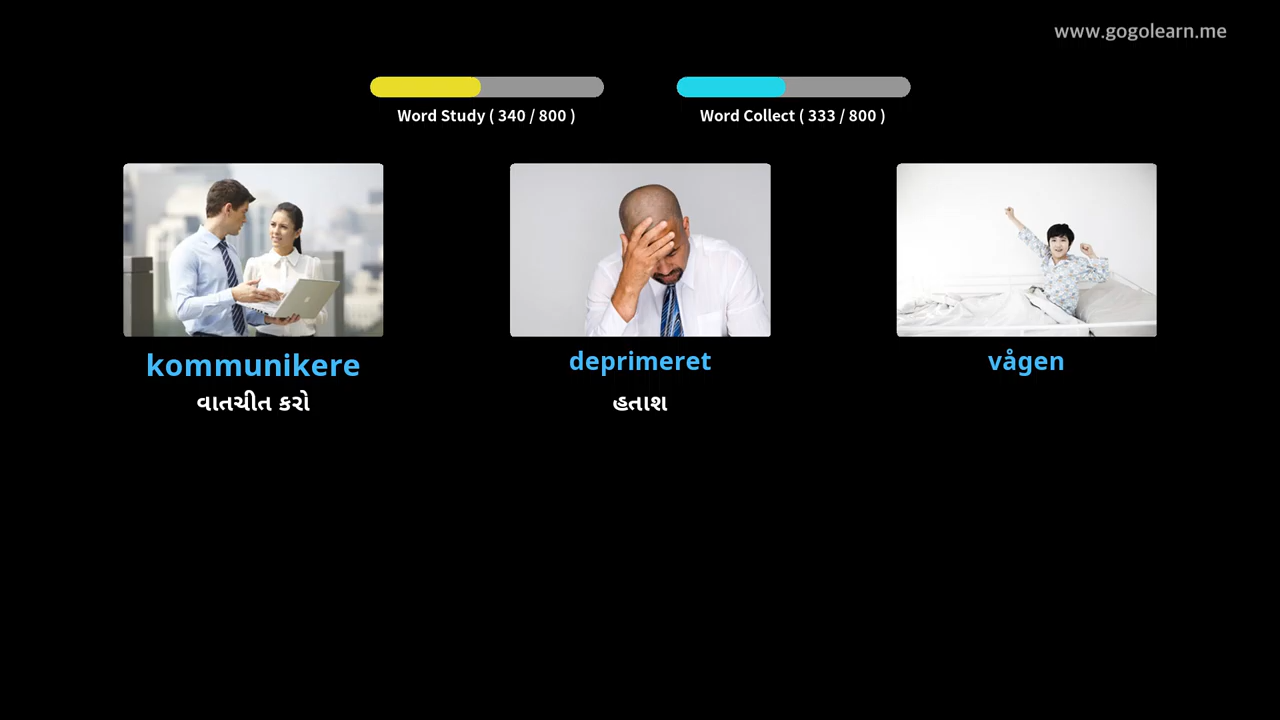 www.gogolearn.me
Word Study ( 340 / 800 )
Word Collect ( 333 / 800 )
kommunikere
deprimeret
vågen
વાતચીત કરો
હતાશ